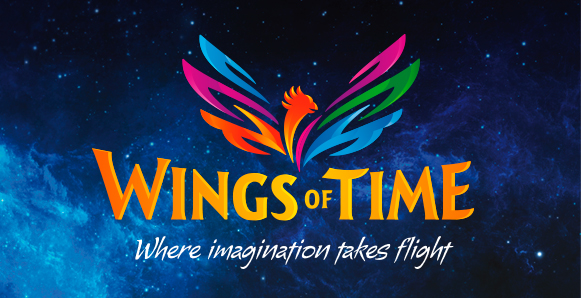 WINGS OF TIME
Where imagination takes flight